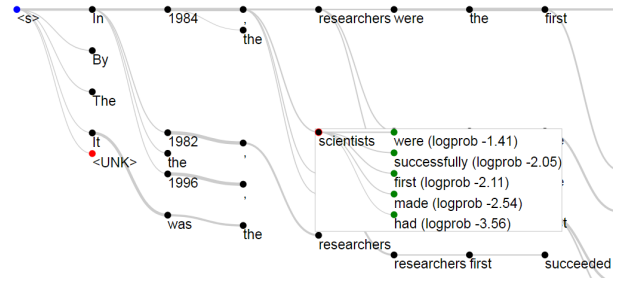 <s> In 1984 , researchers were the first
the
By
The
It 1982 , scientists were (logprob -1.41)
<UNK> the successfully (logprob -2.05)
1996 , first (logprob -2.11)
made (logprob -2.54)
was the had (logprob -3.56)
researchers
researchers first succeeded